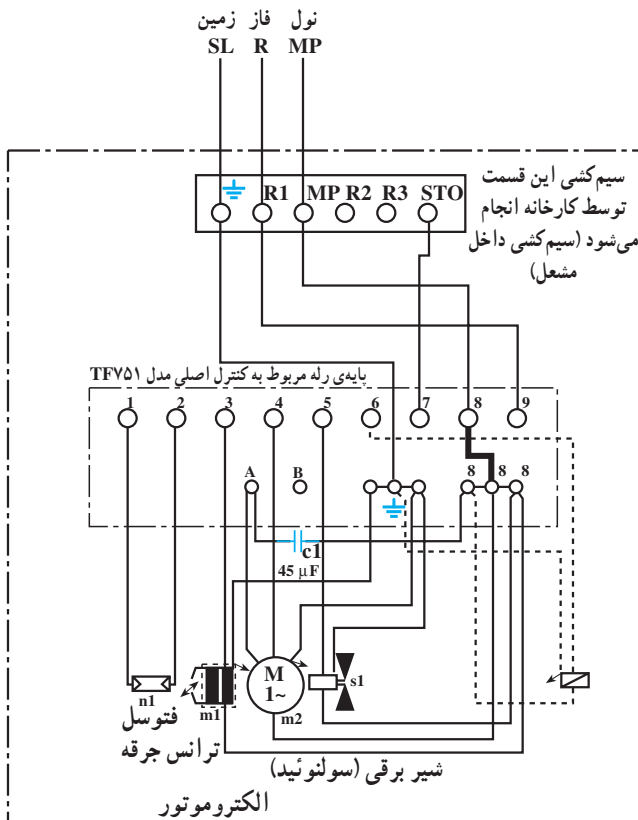 نول فاز زمین
SL R MP
سیم‌کشی این قسمت
توسط کارخانه انجام
می‌شود (سیم‌کشی داخل
مشعل)
R1 MP R2 R3 STO
پایه‌ی رله مربوط به کنترل اصلی مدل TF۷۵۱
1 2 3 4 5 6 7 8 9
A B 8 8 8
c1
45 μF
M
1~
n1 m1 m2 s1
فتوسل
ترانس جرقه
شیر برقی (سولنوئید)
الکتروموتور